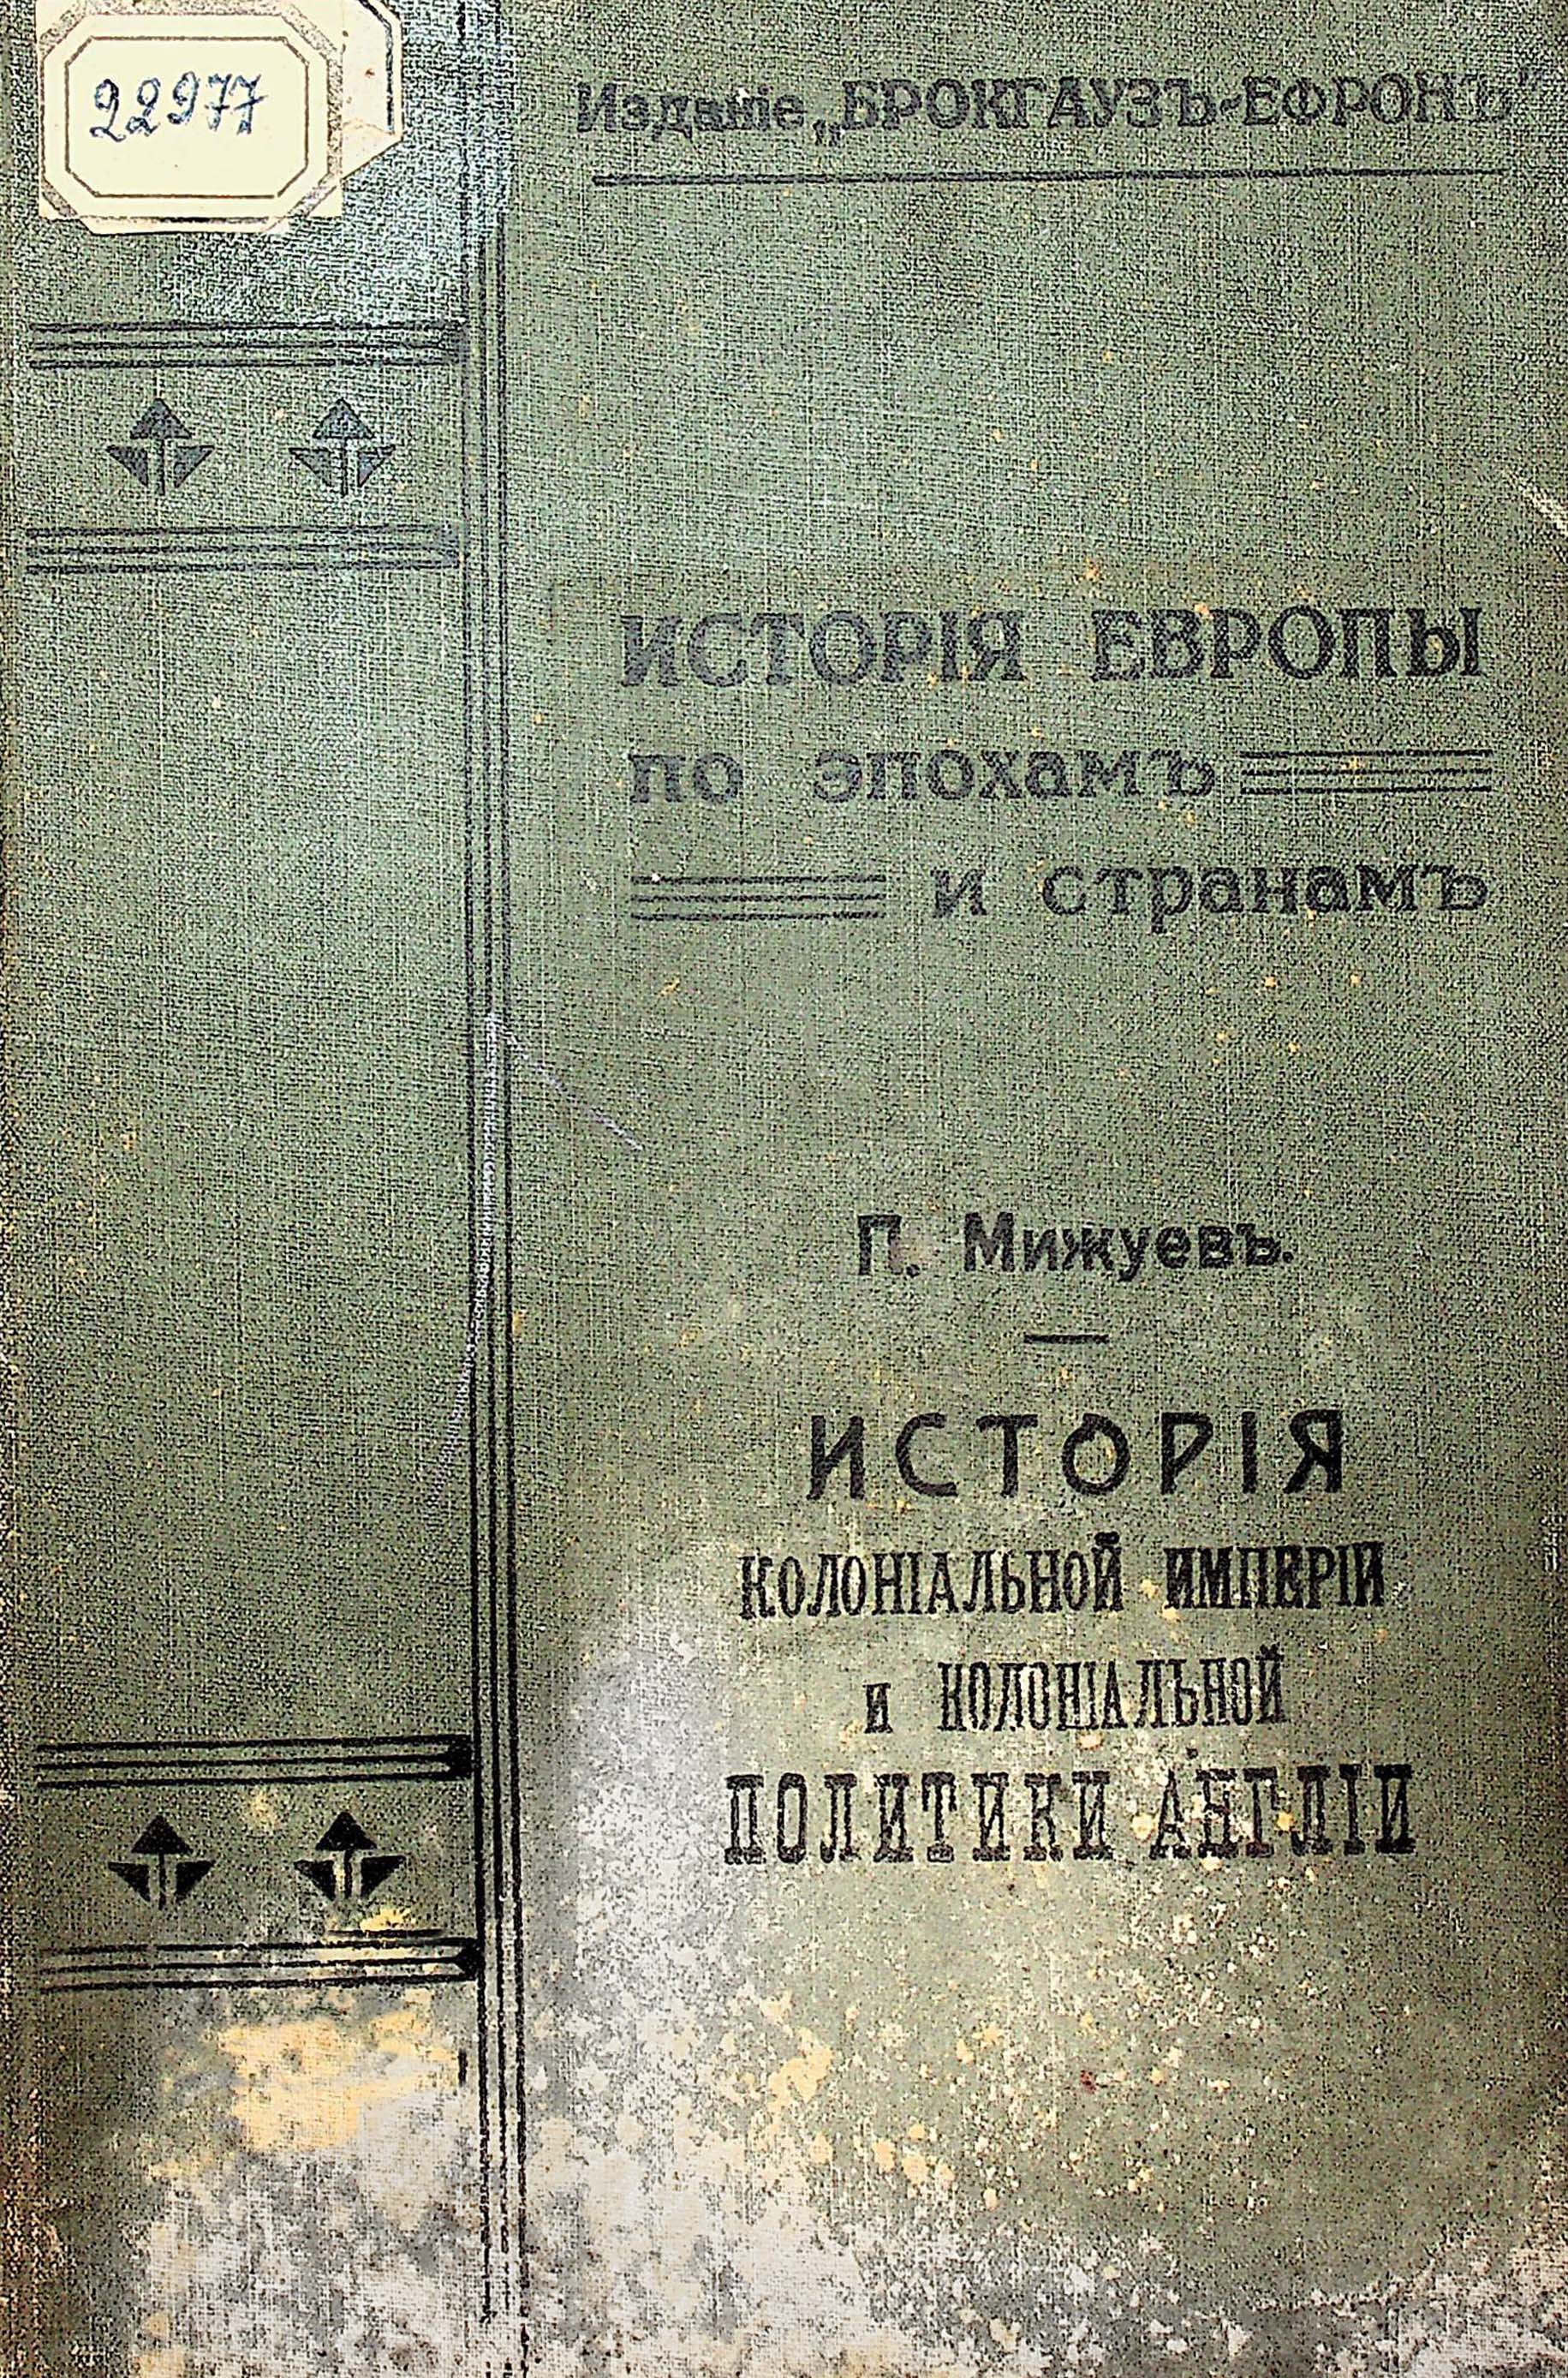 22977
Изданіе „БРОКГАУЗЪ-ЕФРОНЪ"
ИСТОРІЯ ЕВРОПЫ
по эпохамъ
и странамъ
П. Мижуевъ.
ИСТОРІЯ
КОЛОНІАЛЬНОЙ ИМПЕРІИ
и КОЛОНІАЛЬНОЙ
ПОЛИТИКИ АНГЛІИ